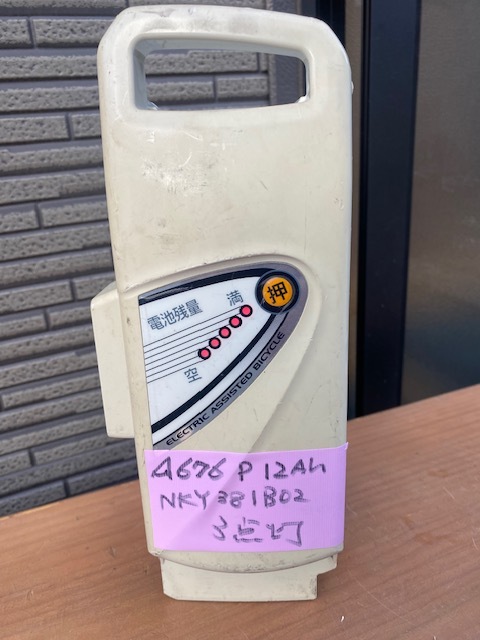 満
押
電池残量
空
ELECTRIC ASSISTED BICYCLE
A676 P 12Ah
NKY381B02
3点灯